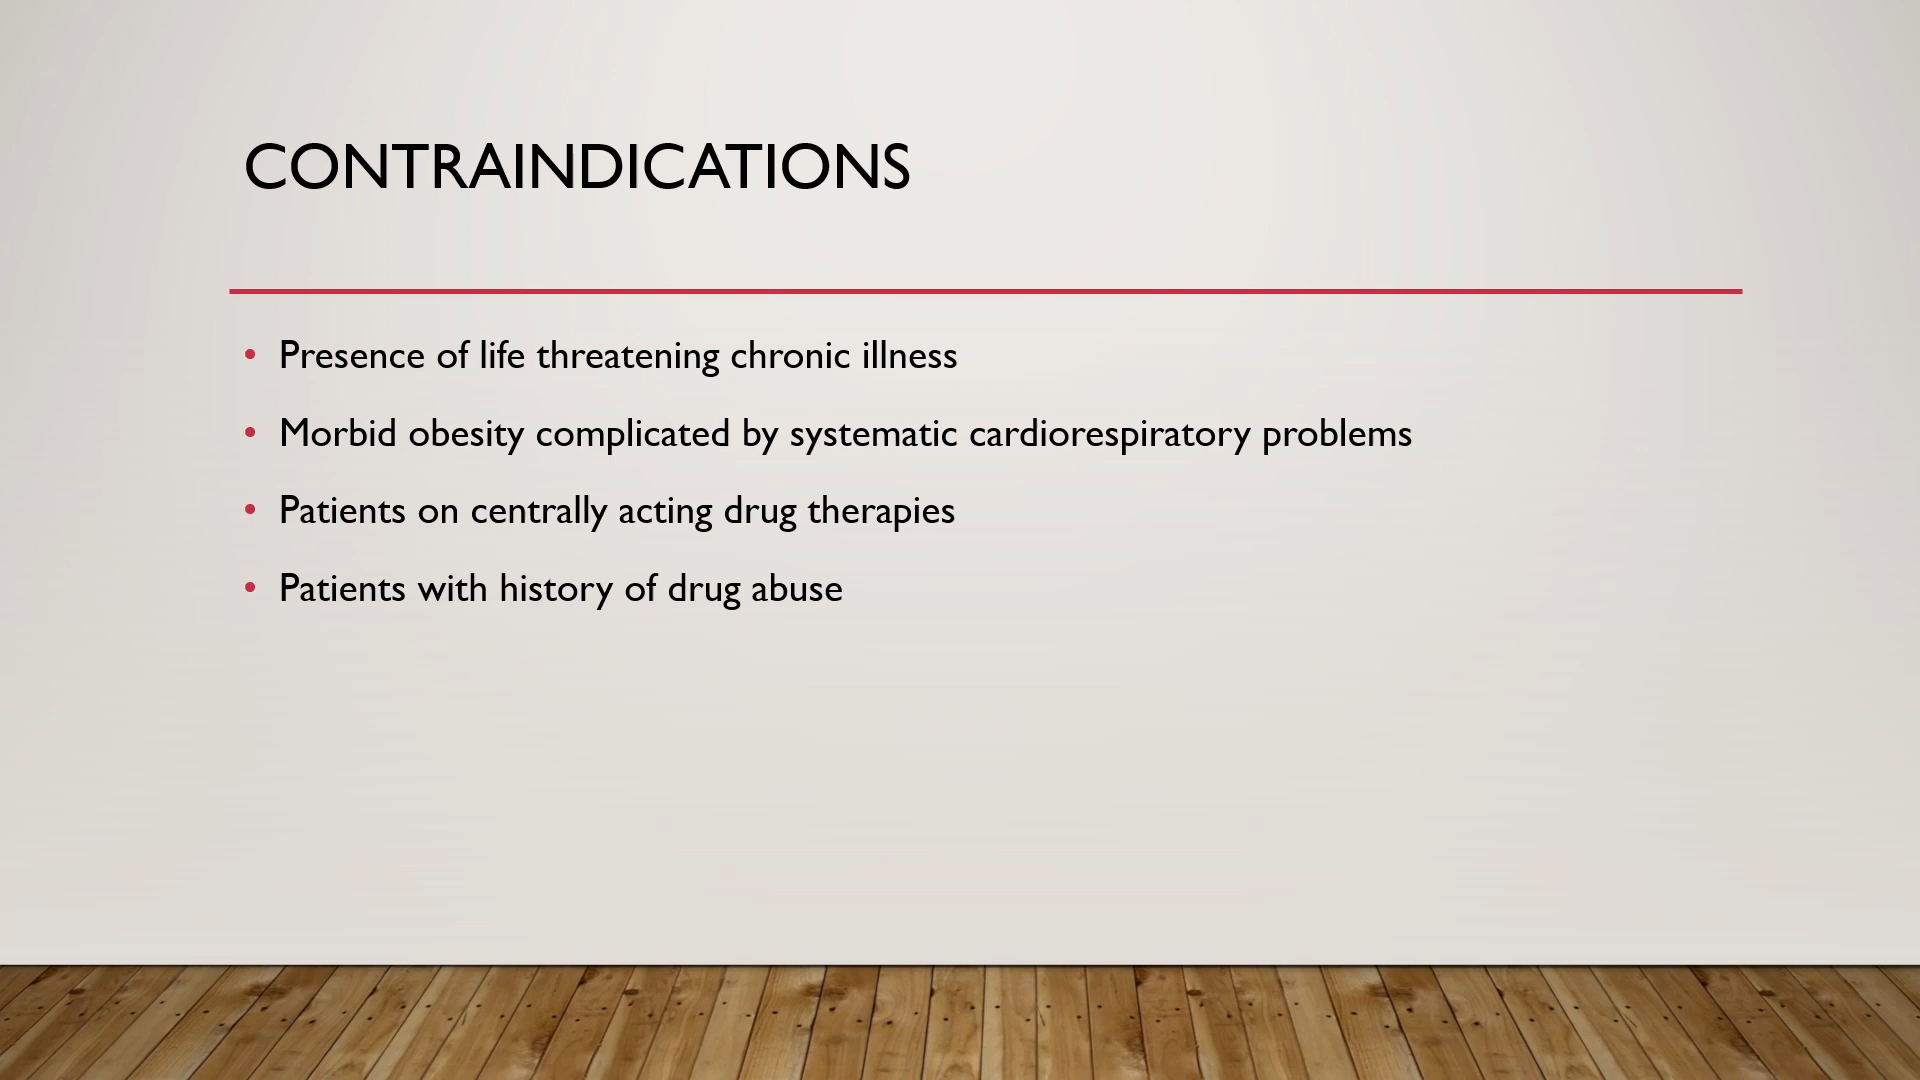 CONTRAINDICATIONS
• Presence of life threatening chronic illness
• Morbid obesity complicated by systematic cardiorespiratory problems
• Patients on centrally acting drug therapies
• Patients with history of drug abuse